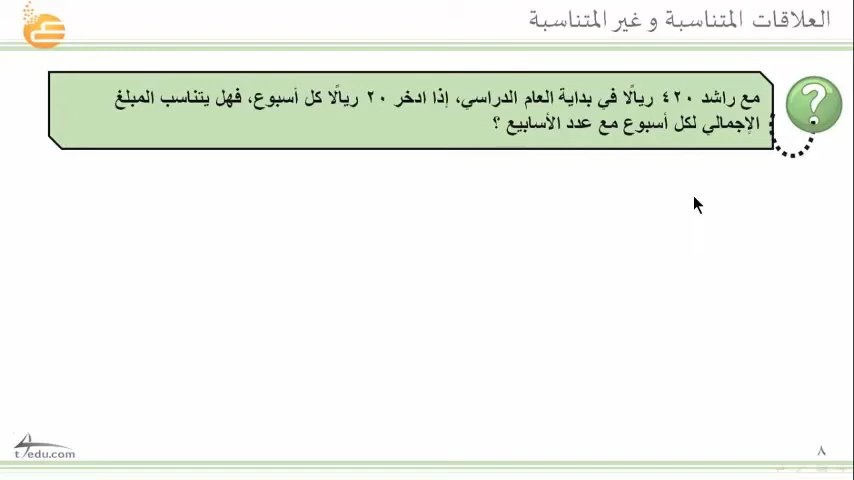 العلاقات المتناسبة و غير المتناسبة
مع راشد ٤٢٠ ريالًا في بداية العام الدراسي، إذا ادخر ٢٠ ريالًا كل أسبوع، فهل يتناسب المبلغ
الإجمالي لكل أسبوع مع عدد الأسابيع ؟
?
t4edu.com
٨